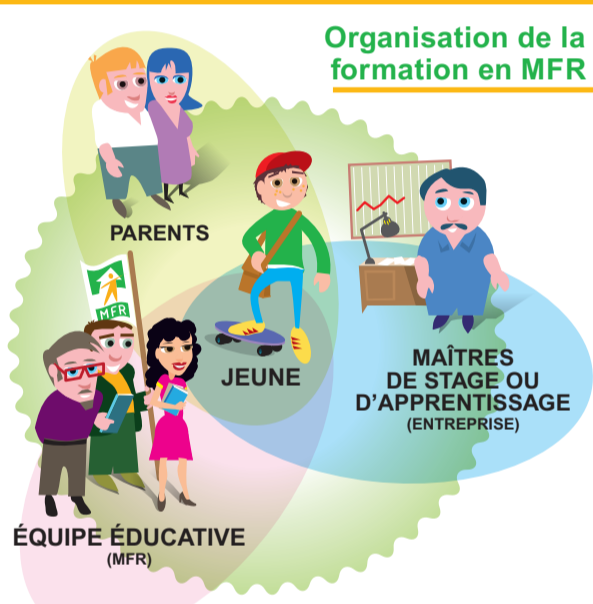 Organisation de la
formation en MFR
PARENTS
MFR
JEUNE
MAÎTRES
DE STAGE OU
D'APPRENTISSAGE
(ENTREPRISE)
ÉQUIPE ÉDUCATIVE
(MFR)